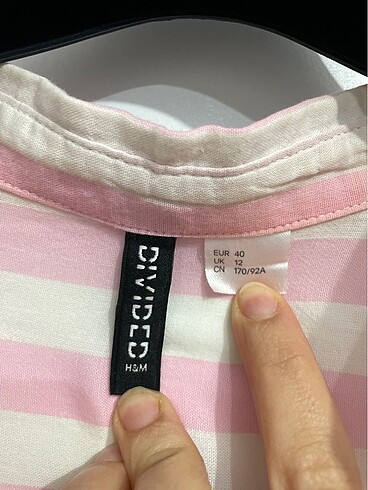 DIVIDED
H&M
EUR 40
UK 12
CN 170/92A